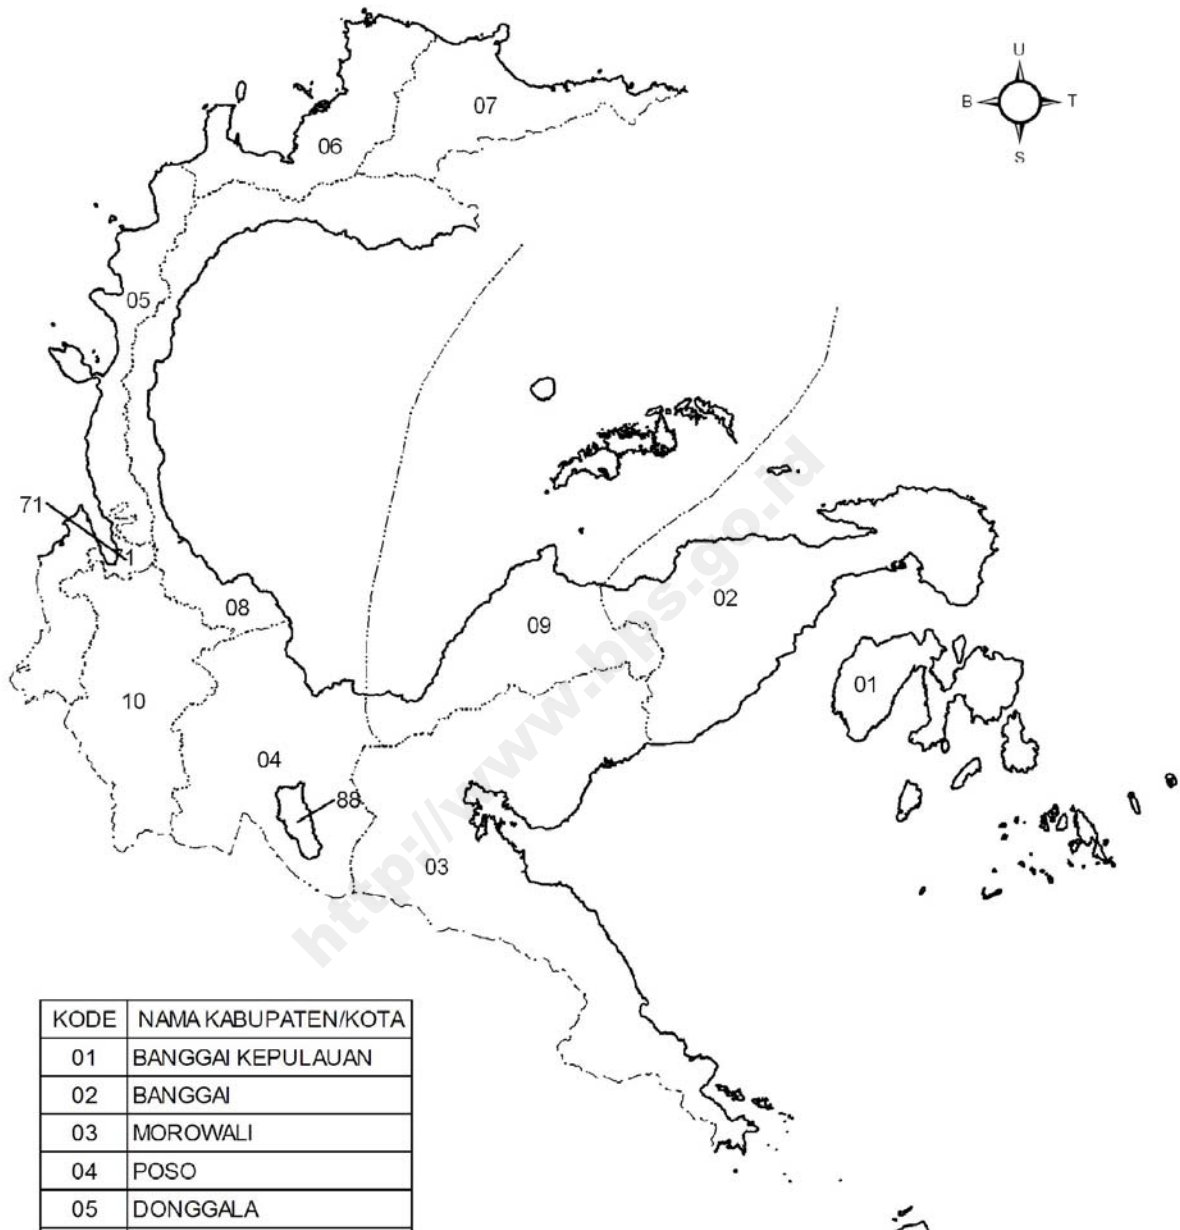 U
B T
S
07
06
05
71
08
09
02
10
01
04
88
03
http://www.bps.go.id
KODE NAMA KABUPATEN/KOTA
01 BANGGAI KEPULAUAN
02 BANGGAI
03 MOROWALI
04 POSO
05 DONGGALA